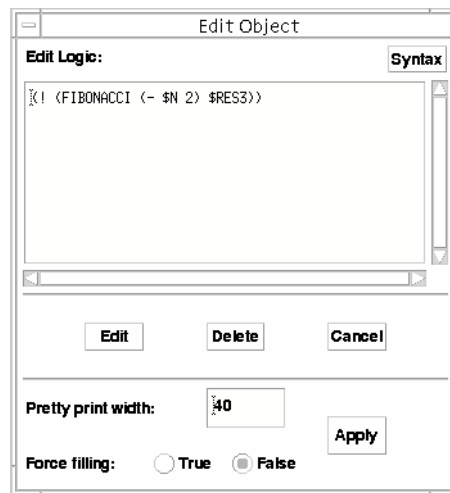 Edit Object
Edit Logic:
Syntax
(! (FIBONACCI (- $N 2) $RES3))
Edit Delete Cancel
Pretty print width: 40
Apply
Force filling: True False